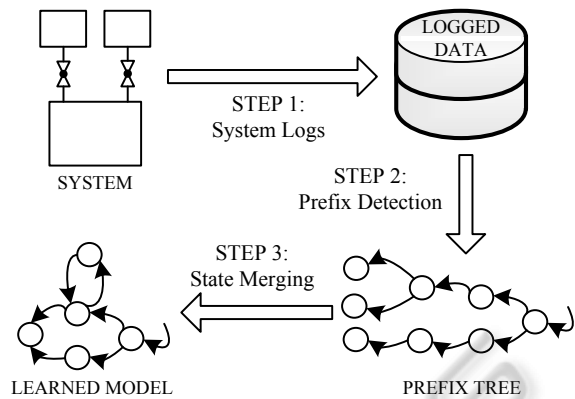 LOGGED
DATA
STEP 1:
System Logs
SYSTEM
STEP 2:
Prefix Detection
STEP 3:
State Merging
LEARNED MODEL
PREFIX TREE